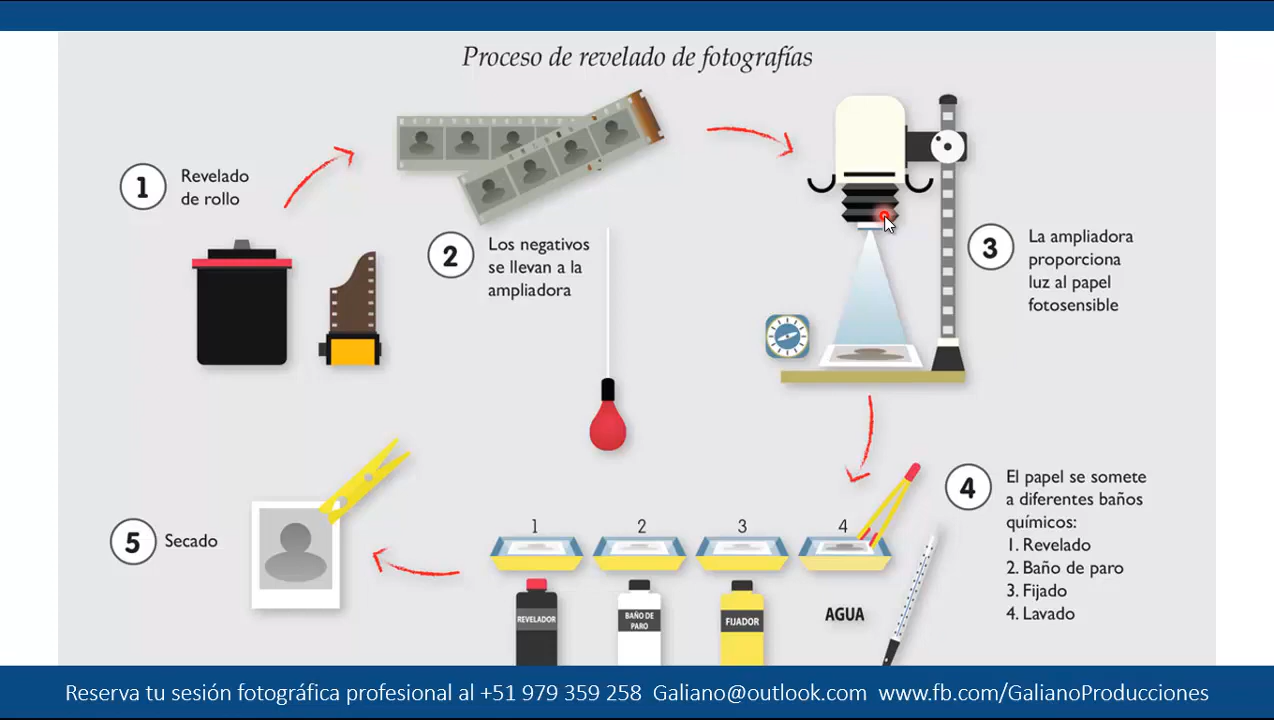 Proceso de revelado de fotografías
1
Revelado
de rollo
2
Los negativos
se llevan a la
ampliadora
3
La ampliadora
proporciona
luz al papel
fotosensible
4
El papel se somete
a diferentes baños
químicos:
1. Revelado
2. Baño de paro
3. Fijado
4. Lavado
1 2 3 4
REVELADOR
BAÑO DE
PARO
FIJADOR
AGUA
5
Secado
Reserva tu sesión fotográfica profesional al +51 979 359 258 Galiano@outlook.com www.fb.com/GalianoProducciones